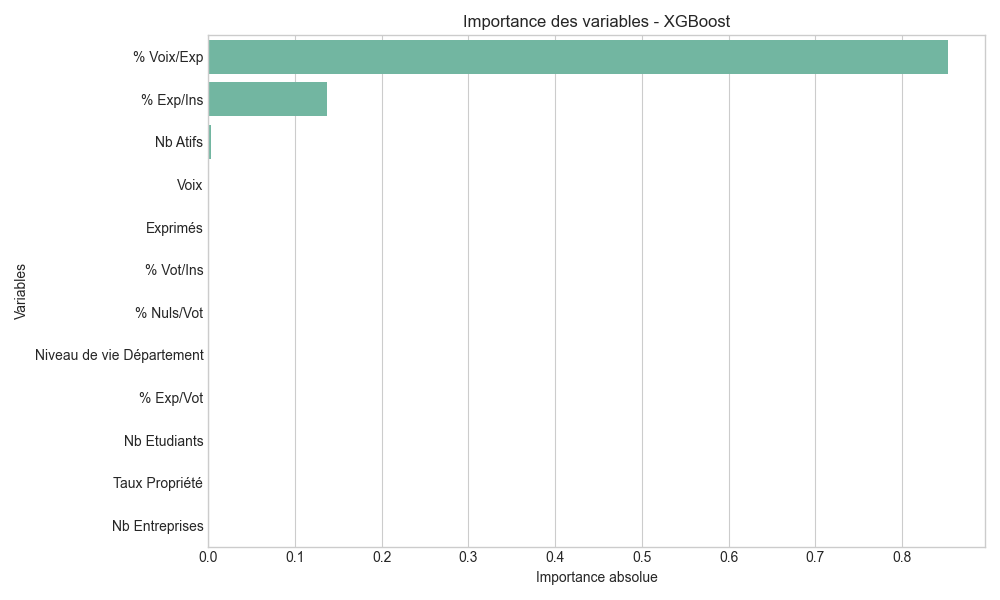 Importance des variables - XGBoost
Variables
% Voix/Exp
% Exp/Ins
Nb Atifs
Voix
Exprimés
% Vot/Ins
% Nuls/Vot
Niveau de vie Département
% Exp/Vot
Nb Etudiants
Taux Propriété
Nb Entreprises
0.0 0.1 0.2 0.3 0.4 0.5 0.6 0.7 0.8
Importance absolue